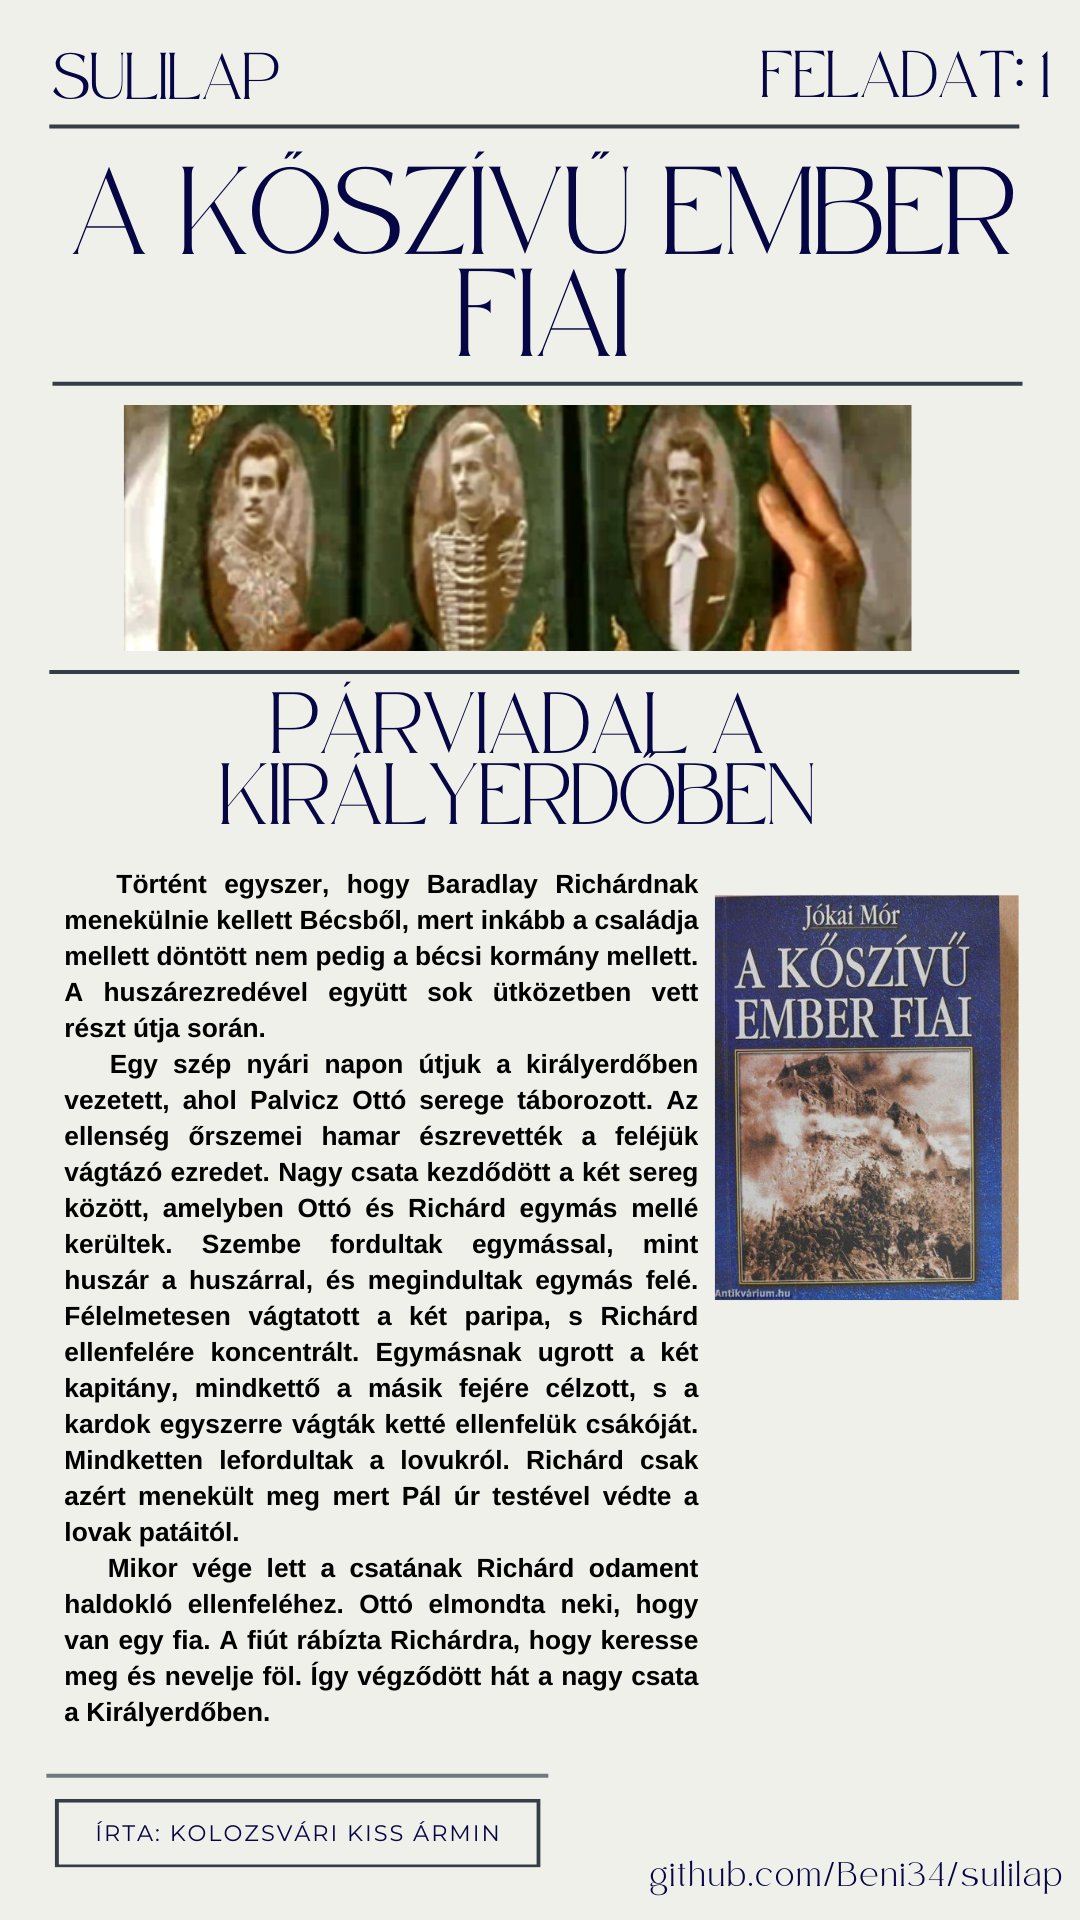 SULILAP
FELADAT: 1
A KŐSZÍVŰ EMBER
FIAI
PÁRVIADAL A
KIRÁLYERDŐBEN
Történt egyszer, hogy Baradlay Richárdnak
menekülnie kellett Bécsből, mert inkább a családja
mellett döntött nem pedig a bécsi kormány mellett.
A huszárezredével együtt sok ütközetben vett
részt útja során.
Egy szép nyári napon útjuk a királyerdőben
vezetett, ahol Palvicz Ottó serege táborozott. Az
ellenség őrszemei hamar észrevették a feléjük
vágtázó ezredet. Nagy csata kezdődött a két sereg
között, amelyben Ottó és Richárd egymás mellé
kerültek. Szembe fordultak egymással, mint
huszár a huszárral, és megindultak egymás felé.
Félelmetesen vágtatott a két paripa, s Richárd
ellenfelére koncentrált. Egymásnak ugrott a két
kapitány, mindkettő a másik fejére célzott, s a
kardok egyszerre vágták ketté ellenfelük csákóját.
Mindketten lefordultak a lovukról. Richárd csak
azért menekült meg mert Pál úr testével védte a
lovak patáitól.
Mikor vége lett a csatának Richárd odament
haldokló ellenfeléhez. Ottó elmondta neki, hogy
van egy fia. A fiút rábízta Richárdra, hogy keresse
meg és nevelje föl. Így végződött hát a nagy csata
a Királyerdőben.
Jókai Mór
A KŐSZÍVŰ
EMBER FIAI
Antikvárium.hu
ÍRTA: KOLOZSVÁRI KISS ÁRMIN
github.com/Beni34/sulilap